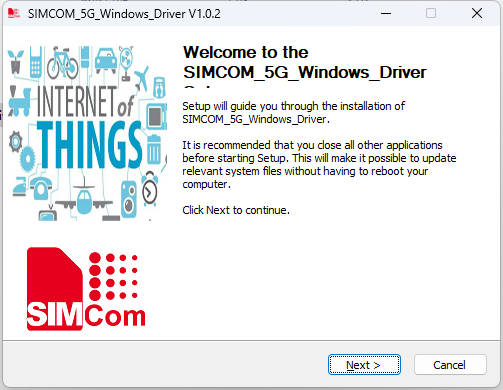 SIMCOM_5G_Windows_Driver V1.0.2
Welcome to the
SIMCOM_5G_Windows_Driver
INTERNET of
THINGS
Setup will guide you through the installation of
SIMCOM_5G_Windows_Driver.
It is recommended that you close all other applications
before starting Setup. This will make it possible to update
relevant system files without having to reboot your
computer.
Click Next to continue.
SIMCom
Next >
Cancel